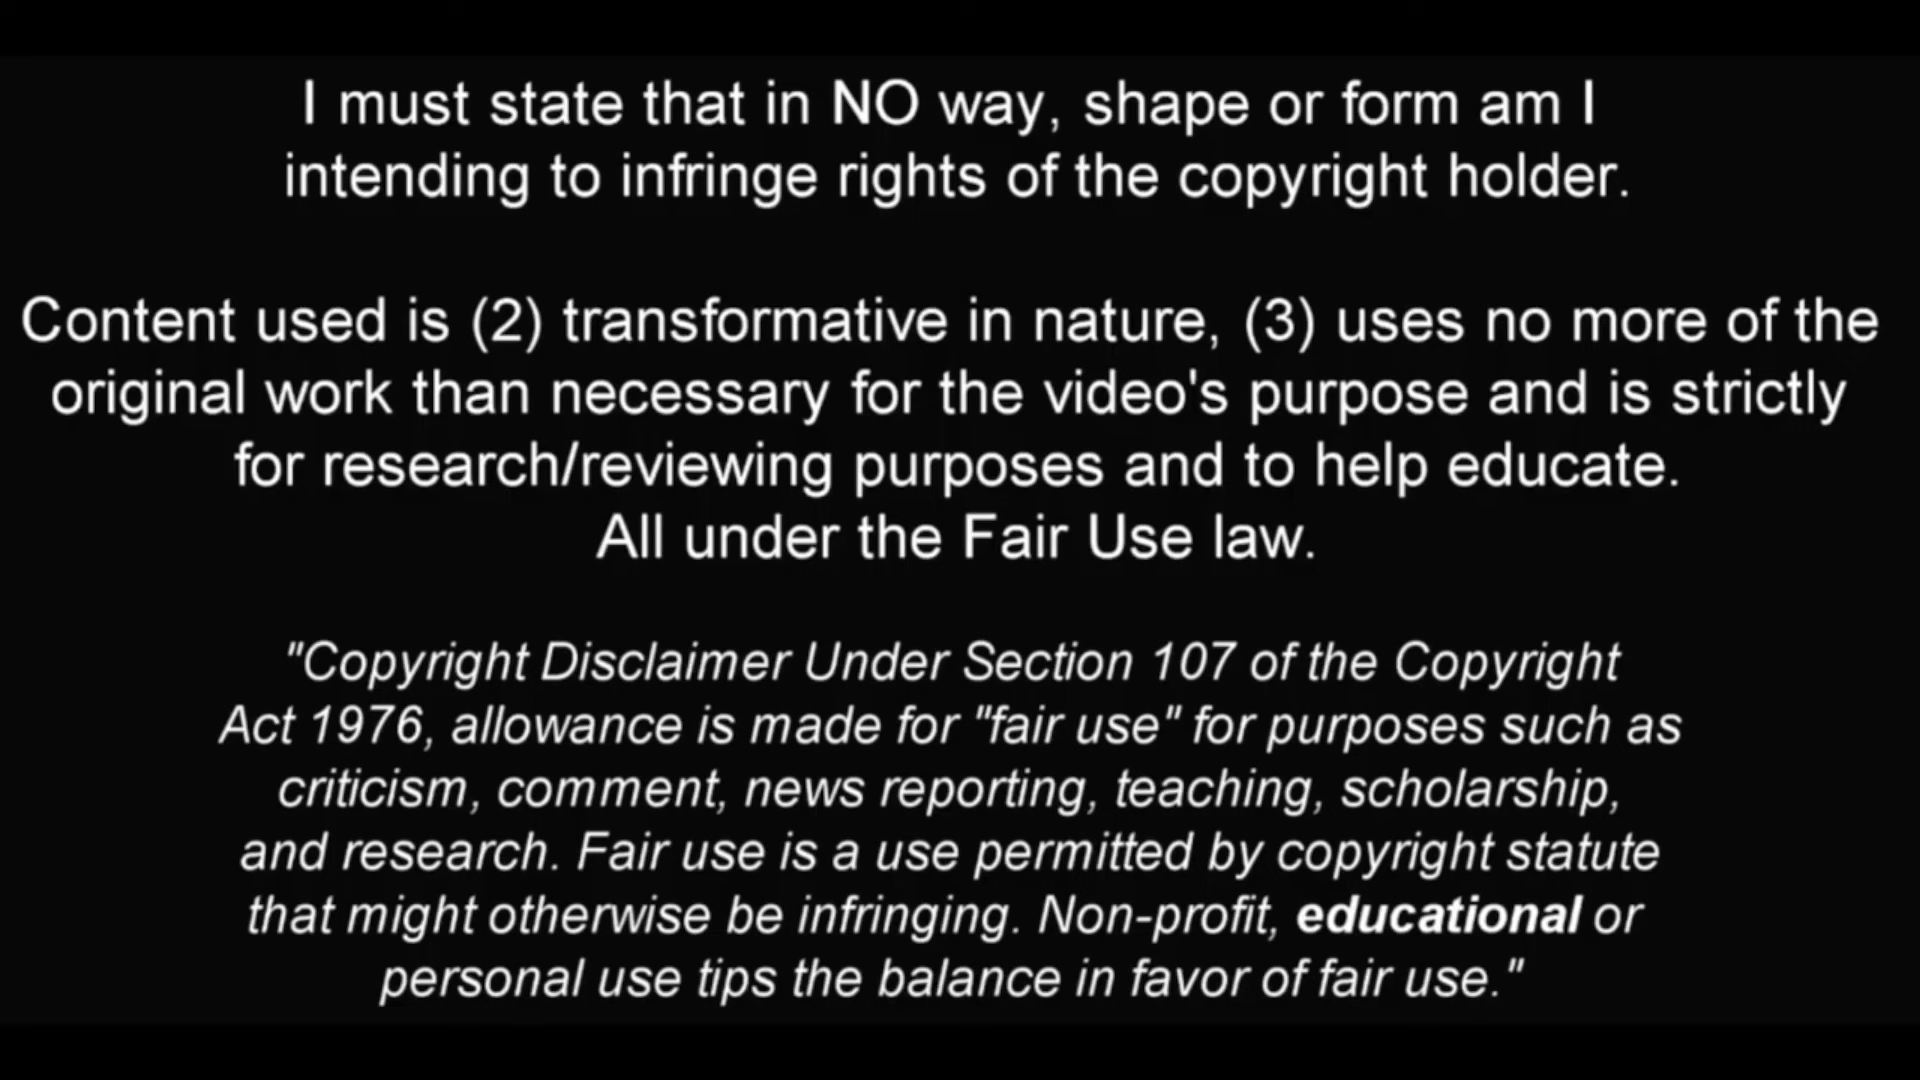 I must state that in NO way, shape or form am I
intending to infringe rights of the copyright holder.
Content used is (2) transformative in nature, (3) uses no more of the
original work than necessary for the video's purpose and is strictly
for research/reviewing purposes and to help educate.
All under the Fair Use law.
"Copyright Disclaimer Under Section 107 of the Copyright
Act 1976, allowance is made for "fair use" for purposes such as
criticism, comment, news reporting, teaching, scholarship,
and research. Fair use is a use permitted by copyright statute
that might otherwise be infringing. Non-profit, educational or
personal use tips the balance in favor of fair use."